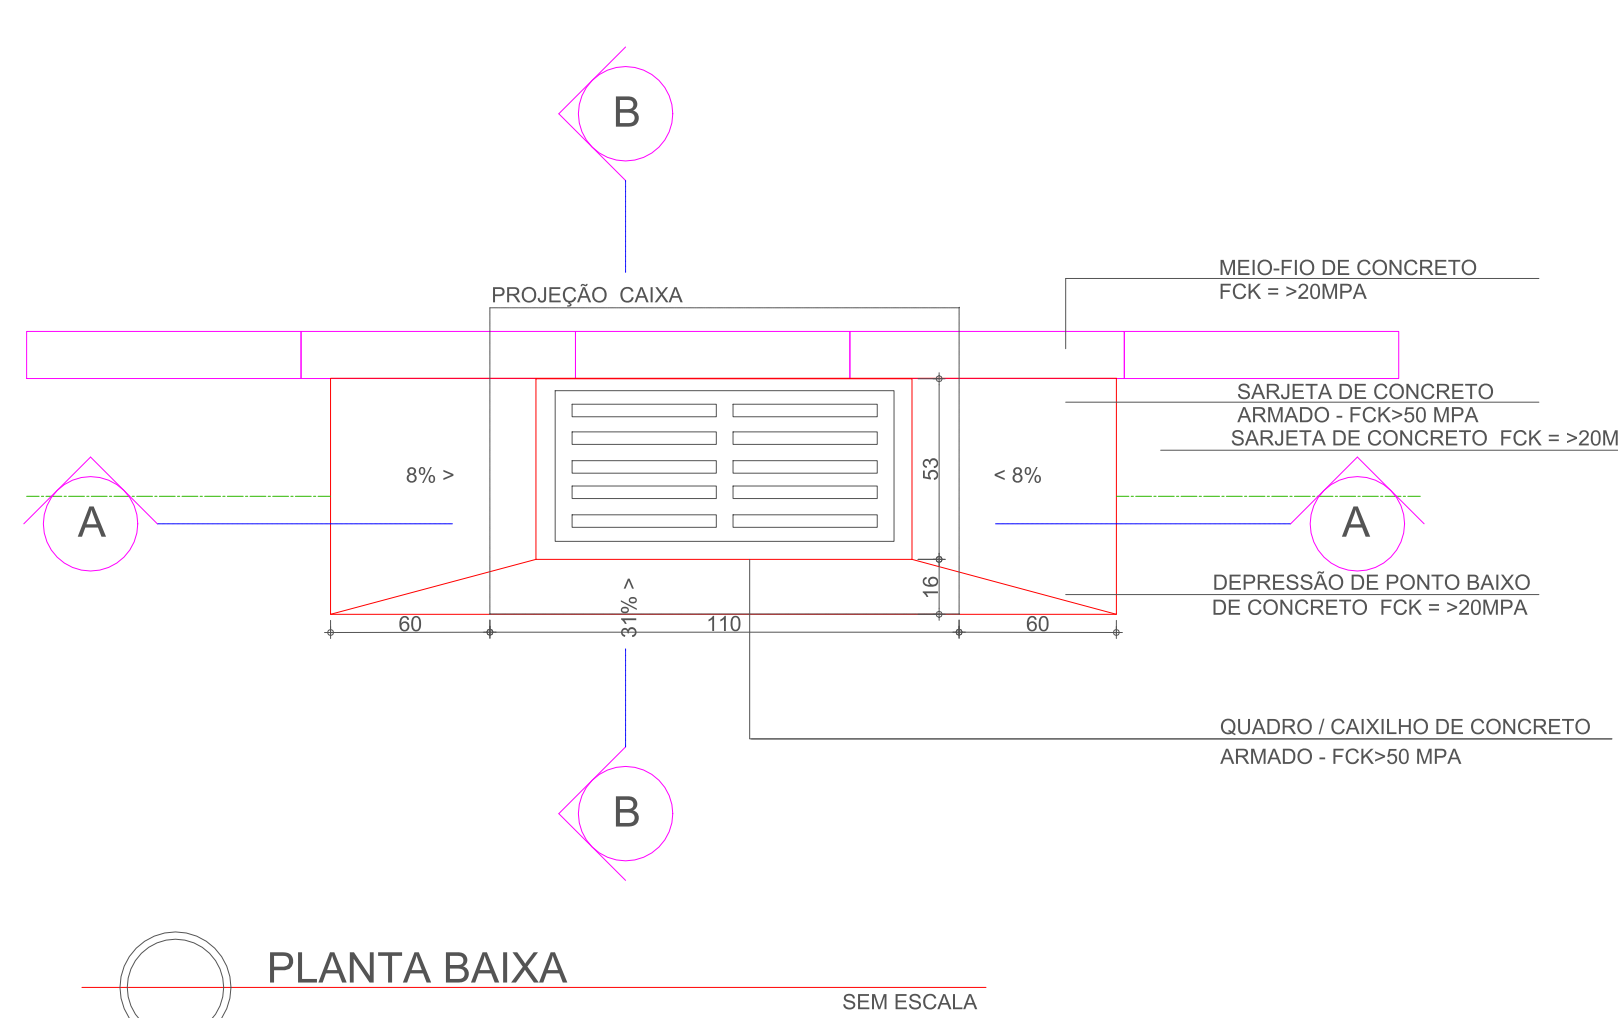 B
PROJEÇÃO CAIXA
MEIO-FIO DE CONCRETO
FCK = >20MPA
SARJETA DE CONCRETO
ARMADO - FCK>50 MPA
SARJETA DE CONCRETO FCK = >20M
8% >
53
< 8%
A
A
16
DEPRESSÃO DE PONTO BAIXO
DE CONCRETO FCK = >20MPA
60
31% >
110
60
QUADRO / CAIXILHO DE CONCRETO
ARMADO - FCK>50 MPA
B
PLANTA BAIXA
SEM ESCALA